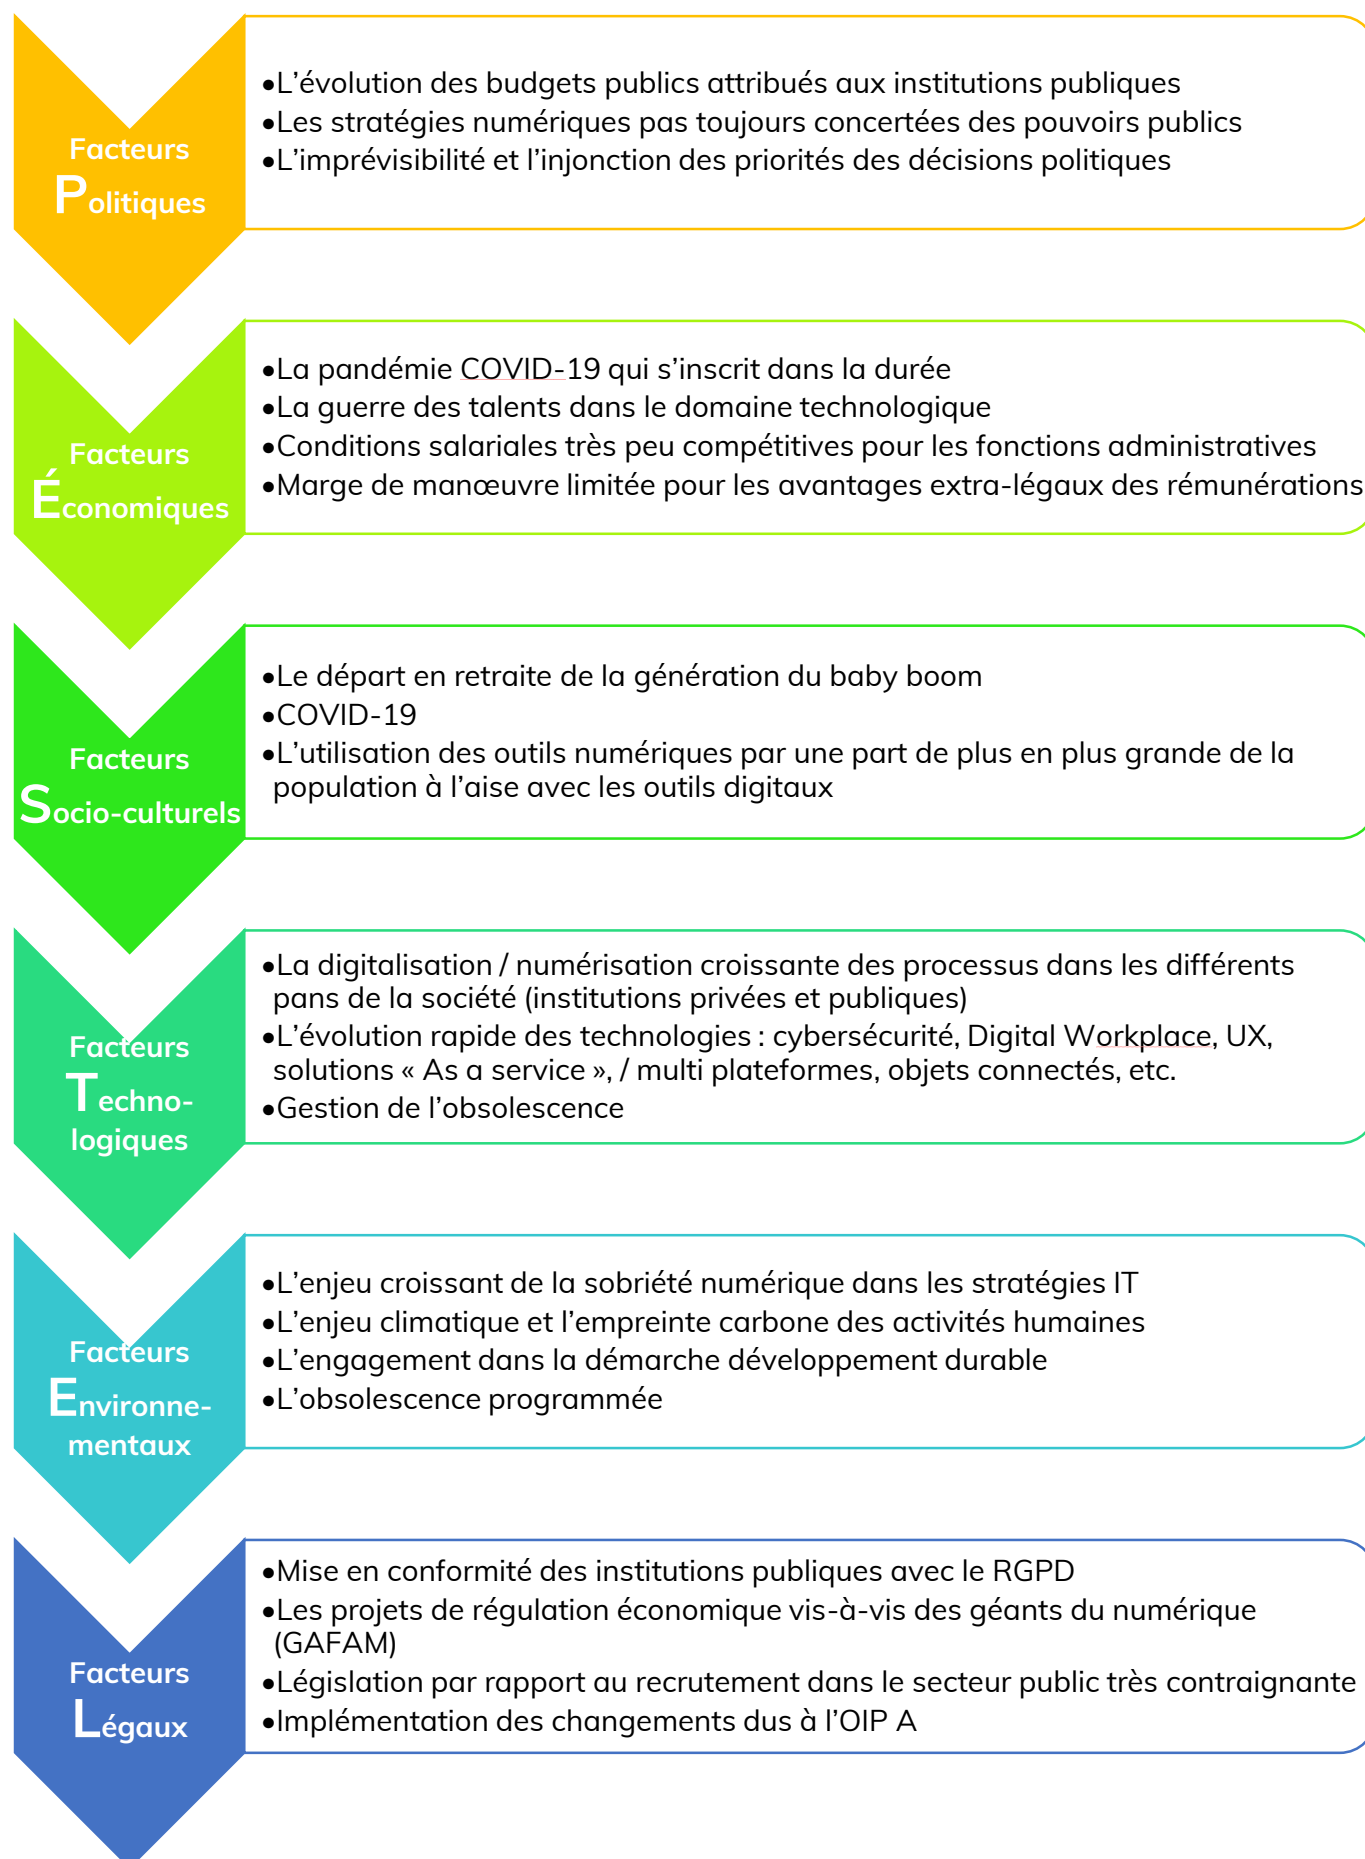 Facteurs
Politiques
•L’évolution des budgets publics attribués aux institutions publiques
•Les stratégies numériques pas toujours concertées des pouvoirs publics
•L’imprévisibilité et l’injonction des priorités des décisions politiques
Facteurs
Économiques
•La pandémie COVID-19 qui s’inscrit dans la durée
•La guerre des talents dans le domaine technologique
•Conditions salariales très peu compétitives pour les fonctions administratives
•Marge de manœuvre limitée pour les avantages extra-légaux des rémunérations
Facteurs
Socio-culturels
•Le départ en retraite de la génération du baby boom
•COVID-19
•L’utilisation des outils numériques par une part de plus en plus grande de la
population à l’aise avec les outils digitaux
Facteurs
Techno-
logiques
•La digitalisation / numérisation croissante des processus dans les différents
pans de la société (institutions privées et publiques)
•L’évolution rapide des technologies : cybersécurité, Digital Workplace, UX,
solutions « As a service », / multi plateformes, objets connectés, etc.
•Gestion de l’obsolescence
Facteurs
Environne-
mentaux
•L’enjeu croissant de la sobriété numérique dans les stratégies IT
•L’enjeu climatique et l’empreinte carbone des activités humaines
•L’engagement dans la démarche développement durable
•L’obsolescence programmée
Facteurs
Légaux
•Mise en conformité des institutions publiques avec le RGPD
•Les projets de régulation économique vis-à-vis des géants du numérique
(GAFAM)
•Législation par rapport au recrutement dans le secteur public très contraignante
•Implémentation des changements dus à l’OIP A